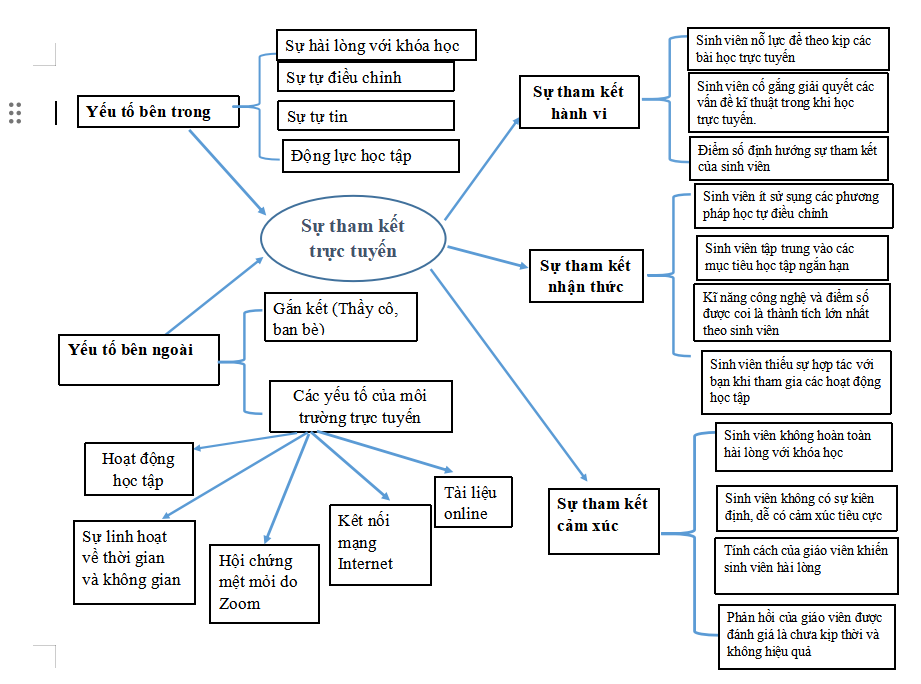 Yếu tố bên trong
Sự hài lòng với khóa học
Sự tự điều chỉnh
Sự tự tin
Động lực học tập
Sự tham kết
trực tuyến
Yếu tố bên ngoài
Gắn kết (Thầy cô,
bạn bè)
Các yếu tố của môi
trường trực tuyến
Hoạt động
học tập
Sự linh hoạt
về thời gian
và không gian
Hội chứng
mệt mỏi do
Zoom
Kêt nối
mạng
Internet
Tài liệu
online
Sự tham kết
hành vi
Sinh viên nỗ lực để theo kịp các
bài học trực tuyến
Sinh viên cố gắng giải quyết các
vấn đề kĩ thuật trong khi học
trực tuyến.
Điểm số định hướng sự tham kết
của sinh viên
Sự tham kết
nhận thức
Sinh viên ít sử sụng các phương
pháp học tự điều chỉnh
Sinh viên tập trung vào các
mục tiêu học tập ngắn hạn
Kĩ năng công nghệ và điểm số
được coi là thành tích lớn nhất
theo sinh viên
Sinh viên thiếu sự hợp tác với
bạn khi tham gia các hoạt động
học tập
Sự tham kết
cảm xúc
Sinh viên không hoàn toàn
hài lòng với khóa học
Sinh viên không có sự kiên
định, dễ có cảm xúc tiêu cực
Tính cách của giáo viên khiến
sinh viên hài lòng
Phản hồi của giáo viên được
đánh giá là chưa kịp thời và
không hiệu quả